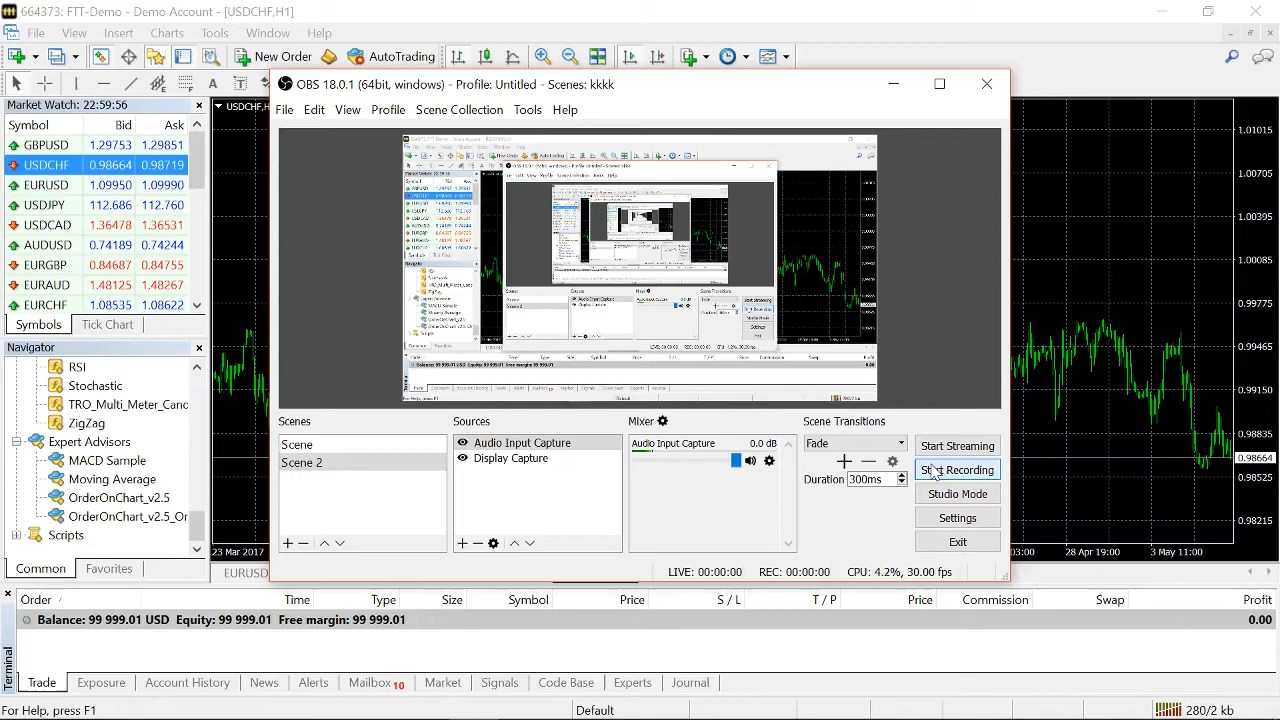 664373: FTT-Demo - Demo Account - [USDCHF,H1]
File View Insert Charts Tools Window Help
New Order AutoTrading
Market Watch: 22:59:56
Symbol Bid Ask
GBPUSD 1.29753 1.29851
USDCHF 0.98664 0.98719
EURUSD 1.09950 1.09990
USDJPY 112.686 112.760
USDCAD
AUDUSD 0.74189 0.74244
EURGBP 0.84704 0.84755
EURAUD 1.48123 1.48231
EURCHF 1.08535 1.08622
Symbols Tick Chart
Navigator
RSI
Stochastic
TRO_Multi_Meter_Cand
ZigZag
Expert Advisors
MACD Sample
Moving Average
OrderOnChart_v2.5
OrderOnChart_v2.5_Or
Scripts
Common Favorites
USDCHF,H
OBS 18.0.1 (64bit, windows) - Profile: Untitled - Scenes: kkkk
File Edit View Profile Scene Collection Tools Help
Scenes
Scene
Scene 2
Sources
Audio Input Capture
Display Capture
Mixer
Audio Input Capture 0.0 dB
Scene Transitions
Fade
Duration 300ms
Start Streaming
Start Recording
Studio Mode
Settings
Exit
LIVE: 00:00:00 REC: 00:00:00 CPU: 4.2%, 30.00 fps
1.01015
1.00705
1.00395
1.00085
0.99775
0.99465
0.99150
0.98840
0.98664
0.98525
0.98215
23 Mar 2017
03:00 28 Apr 19:00 3 May 11:00
EURUSD
Order / Time Type Size Symbol Price S / L T / P Price Commission Swap Profit
Balance: 99 999.01 USD Equity: 99 999.01 Free margin: 99 999.01 0.00
Terminal
Trade Exposure Account History News Alerts Mailbox 10 Market Signals Code Base Experts Journal
For Help, press F1 Default 280/2 kb